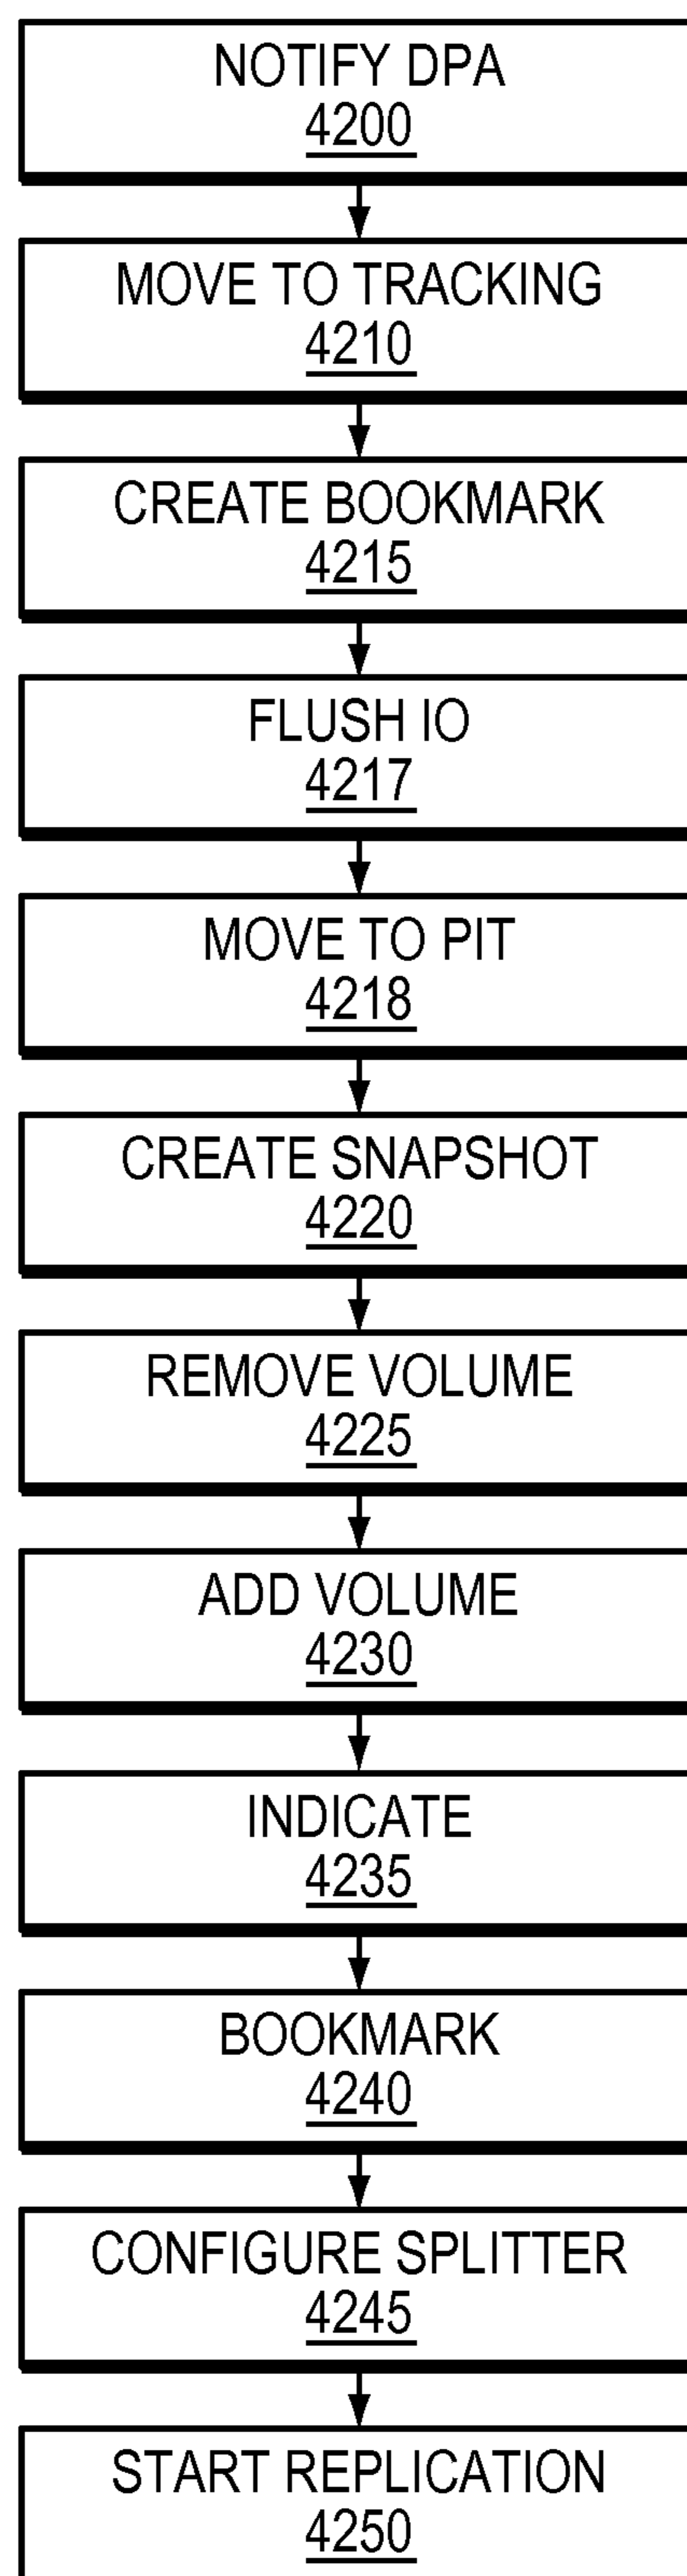 NOTIFY DPA
4200
MOVE TO TRACKING
4210
CREATE BOOKMARK
4215
FLUSH IO
4217
MOVE TO PIT
4218
CREATE SNAPSHOT
4220
REMOVE VOLUME
4225
ADD VOLUME
4230
INDICATE
4235
BOOKMARK
4240
CONFIGURE SPLITTER
4245
START REPLICATION
4250